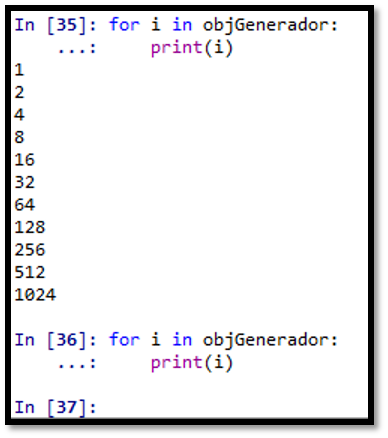 In [35]: for i in objGenerador:
    ...:     print(i)
1
2
4
8
16
32
64
128
256
512
1024
In [36]: for i in objGenerador:
    ...:     print(i)
In [37]: